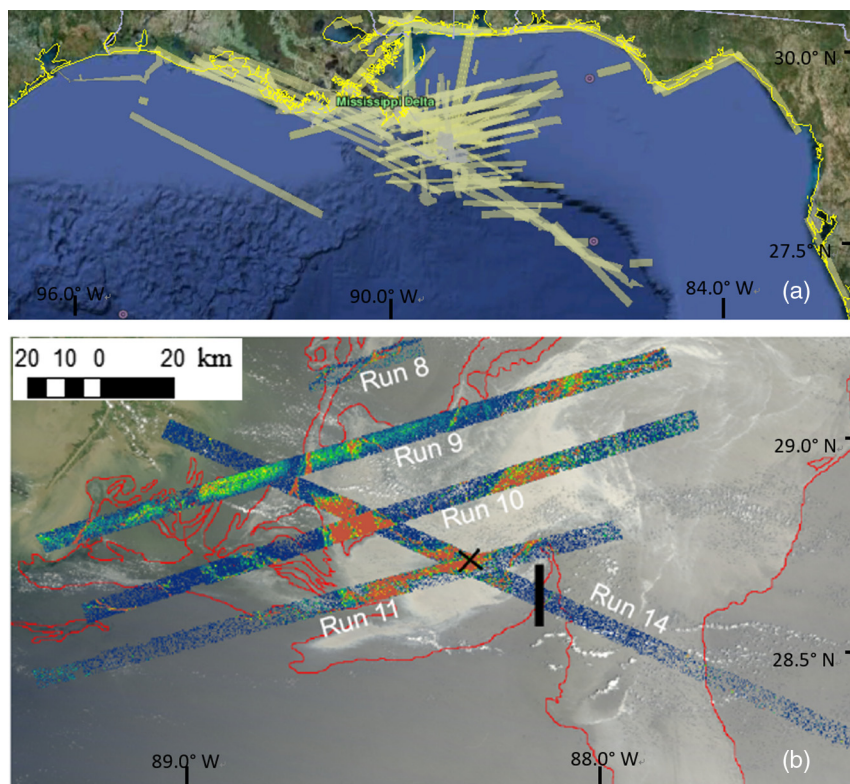 30.0° N
Mississippi Delta
27.5° N
96.0° W
90.0° W
84.0° W
(a)
20 10 0 20 km
Run 8
Run 9
29.0° N
Run 10
Run 11
Run 14
28.5° N
89.0° W
88.0° W
(b)